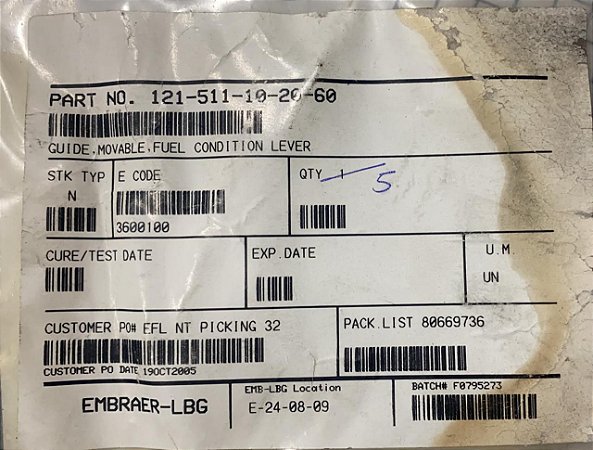 PART NO. 121-511-10-20-60
GUIDE,MOVABLE,FUEL CONDITION LEVER
STK TYP E CODE QTY 1 5
N
3600100
CURE/TEST DATE EXP.DATE U.M.
UN
CUSTOMER PO# EFL NT PICKING 32 PACK.LIST 80669736
CUSTOMER PO DATE 19OCT2005
EMBRAER-LBG EMB-LBG Location BATCH# F0795273
E-24-08-09